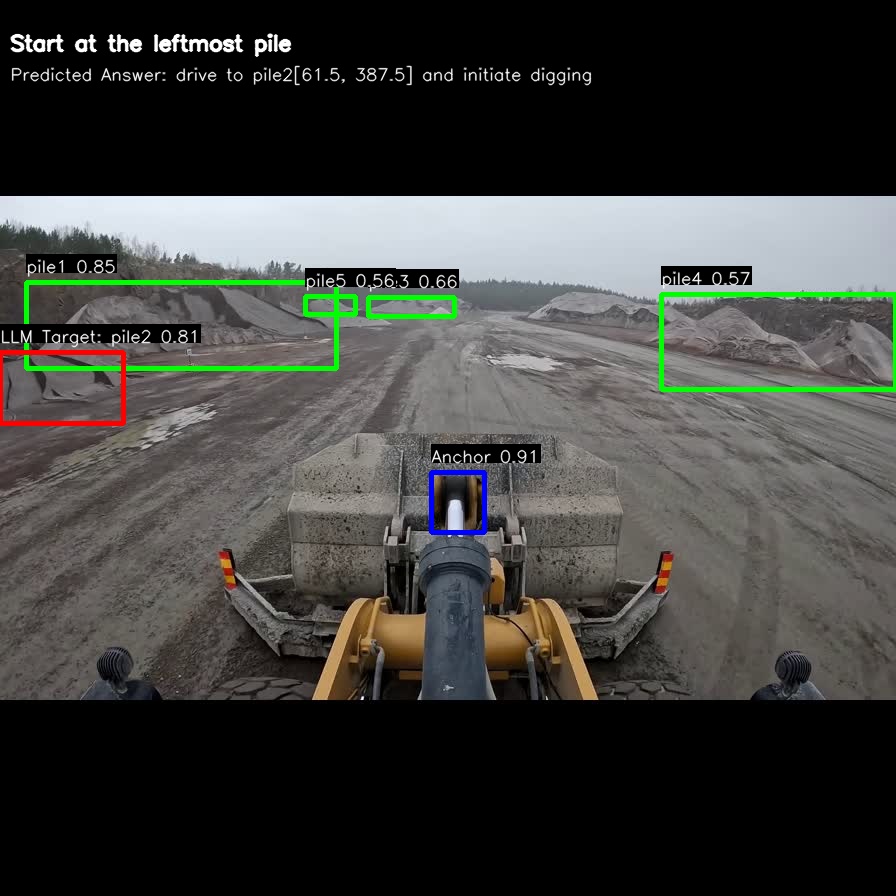 Start at the leftmost pile
Predicted Answer: drive to pile2[61.5, 387.5] and initiate digging
pile1 0.85
pile5 0.56
3 0.66
pile4 0.57
LLM Target: pile2 0.81
Anchor 0.91